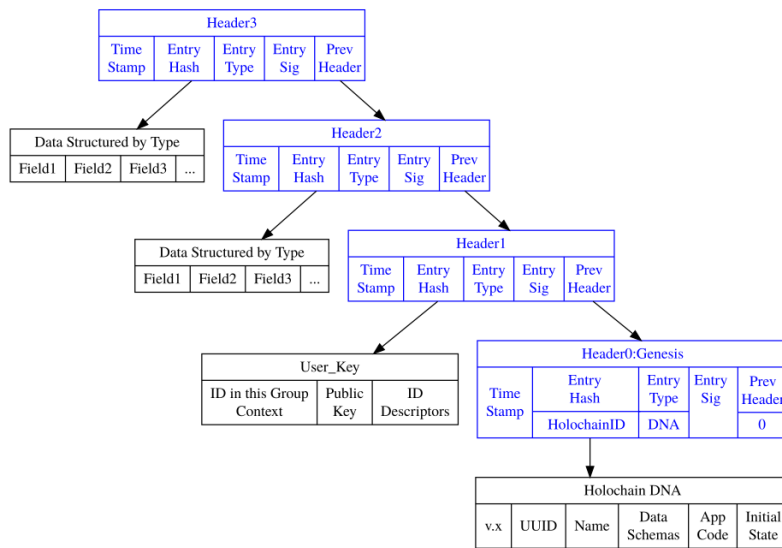 Header3
Time Stamp
Entry Hash
Entry Type
Entry Sig
Prev Header
Data Structured by Type
Field1 Field2 Field3 ...
Header2
Time Stamp
Entry Hash
Entry Type
Entry Sig
Prev Header
Data Structured by Type
Field1 Field2 Field3 ...
Header1
Time Stamp
Entry Hash
Entry Type
Entry Sig
Prev Header
User_Key
ID in this Group Context
Public Key
ID Descriptors
Header0:Genesis
Time Stamp
Entry Hash
HolochainID
Entry Type
DNA
Entry Sig
Prev Header
0
Holochain DNA
v.x
UUID
Name
Data Schemas
App Code
Initial State